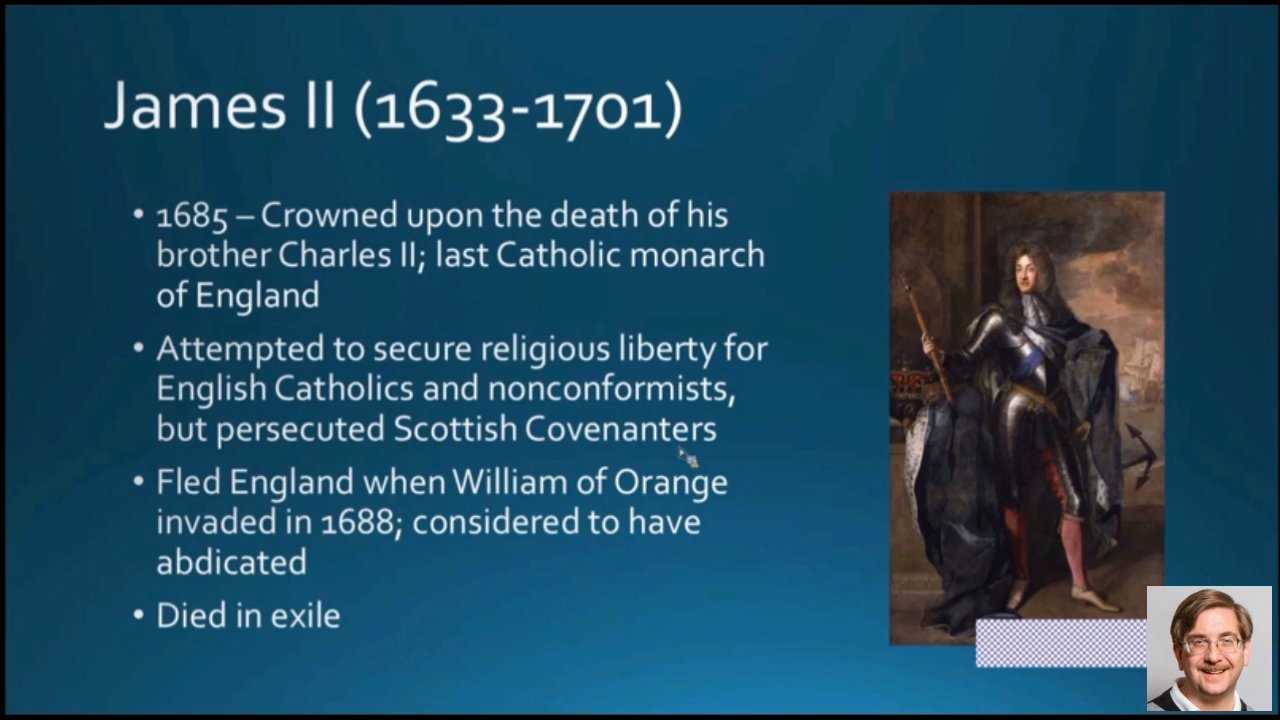 James II (1633-1701)
• 1685 – Crowned upon the death of his
brother Charles II; last Catholic monarch
of England
• Attempted to secure religious liberty for
English Catholics and nonconformists,
but persecuted Scottish Covenanters
• Fled England when William of Orange
invaded in 1688; considered to have
abdicated
• Died in exile